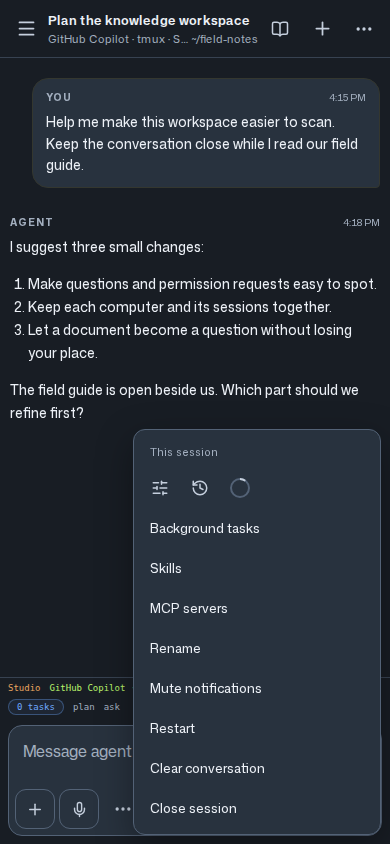 Plan the knowledge workspace
GitHub Copilot · tmux · S... ~/field-notes
YOU 4:15 PM
Help me make this workspace easier to scan.
Keep the conversation close while I read our field
guide.
AGENT 4:18 PM
I suggest three small changes:
1. Make questions and permission requests easy to spot.
2. Keep each computer and its sessions together.
3. Let a document become a question without losing
your place.
The field guide is open beside us. Which part should we
refine first?
This session
Background tasks
Skills
MCP servers
Rename
Mute notifications
Restart
Clear conversation
Close session
Studio GitHub Copilot
0 tasks plan ask
Message agent